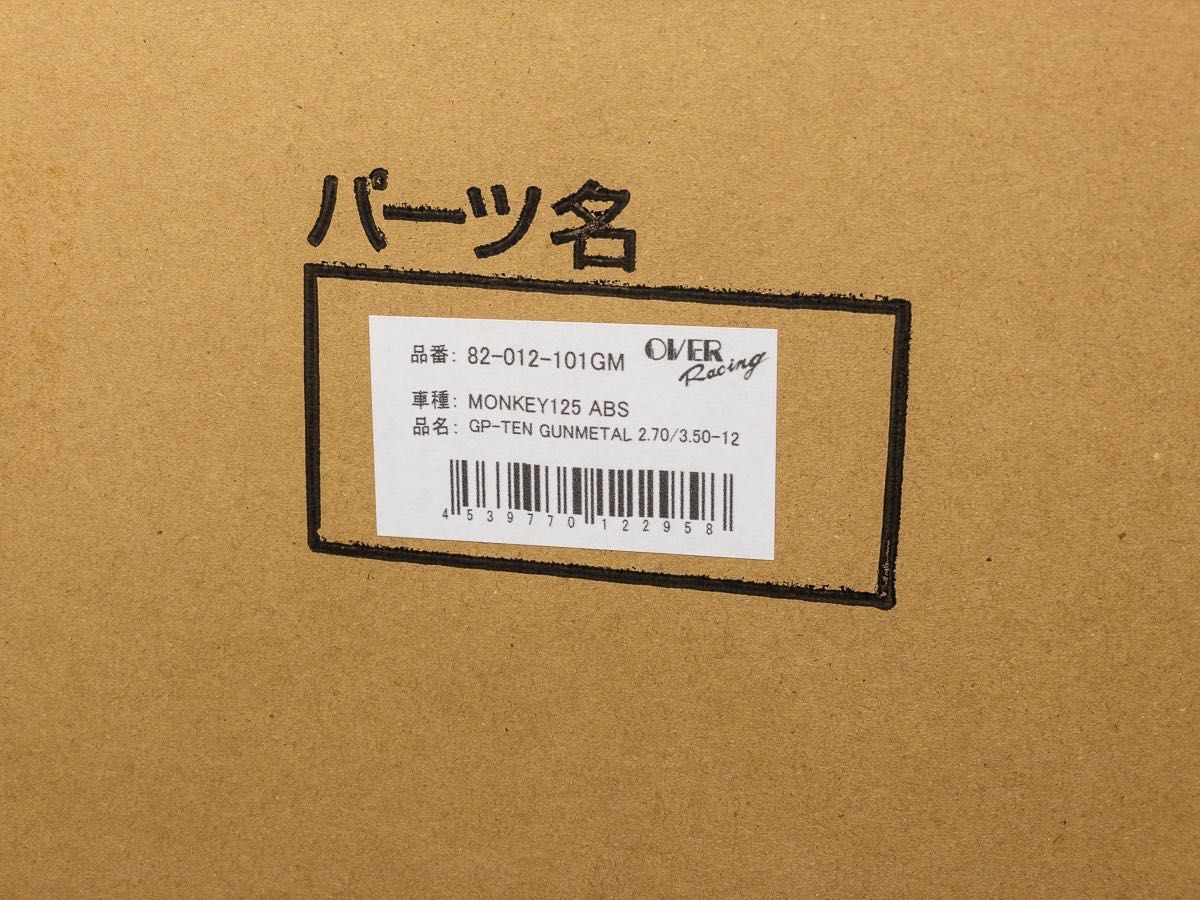 パーツ名
品番: 82-012-101GM
OVER
Racing
車種: MONKEY125 ABS
品名: GP-TEN GUNMETAL 2.70/3.50-12
4539770122958